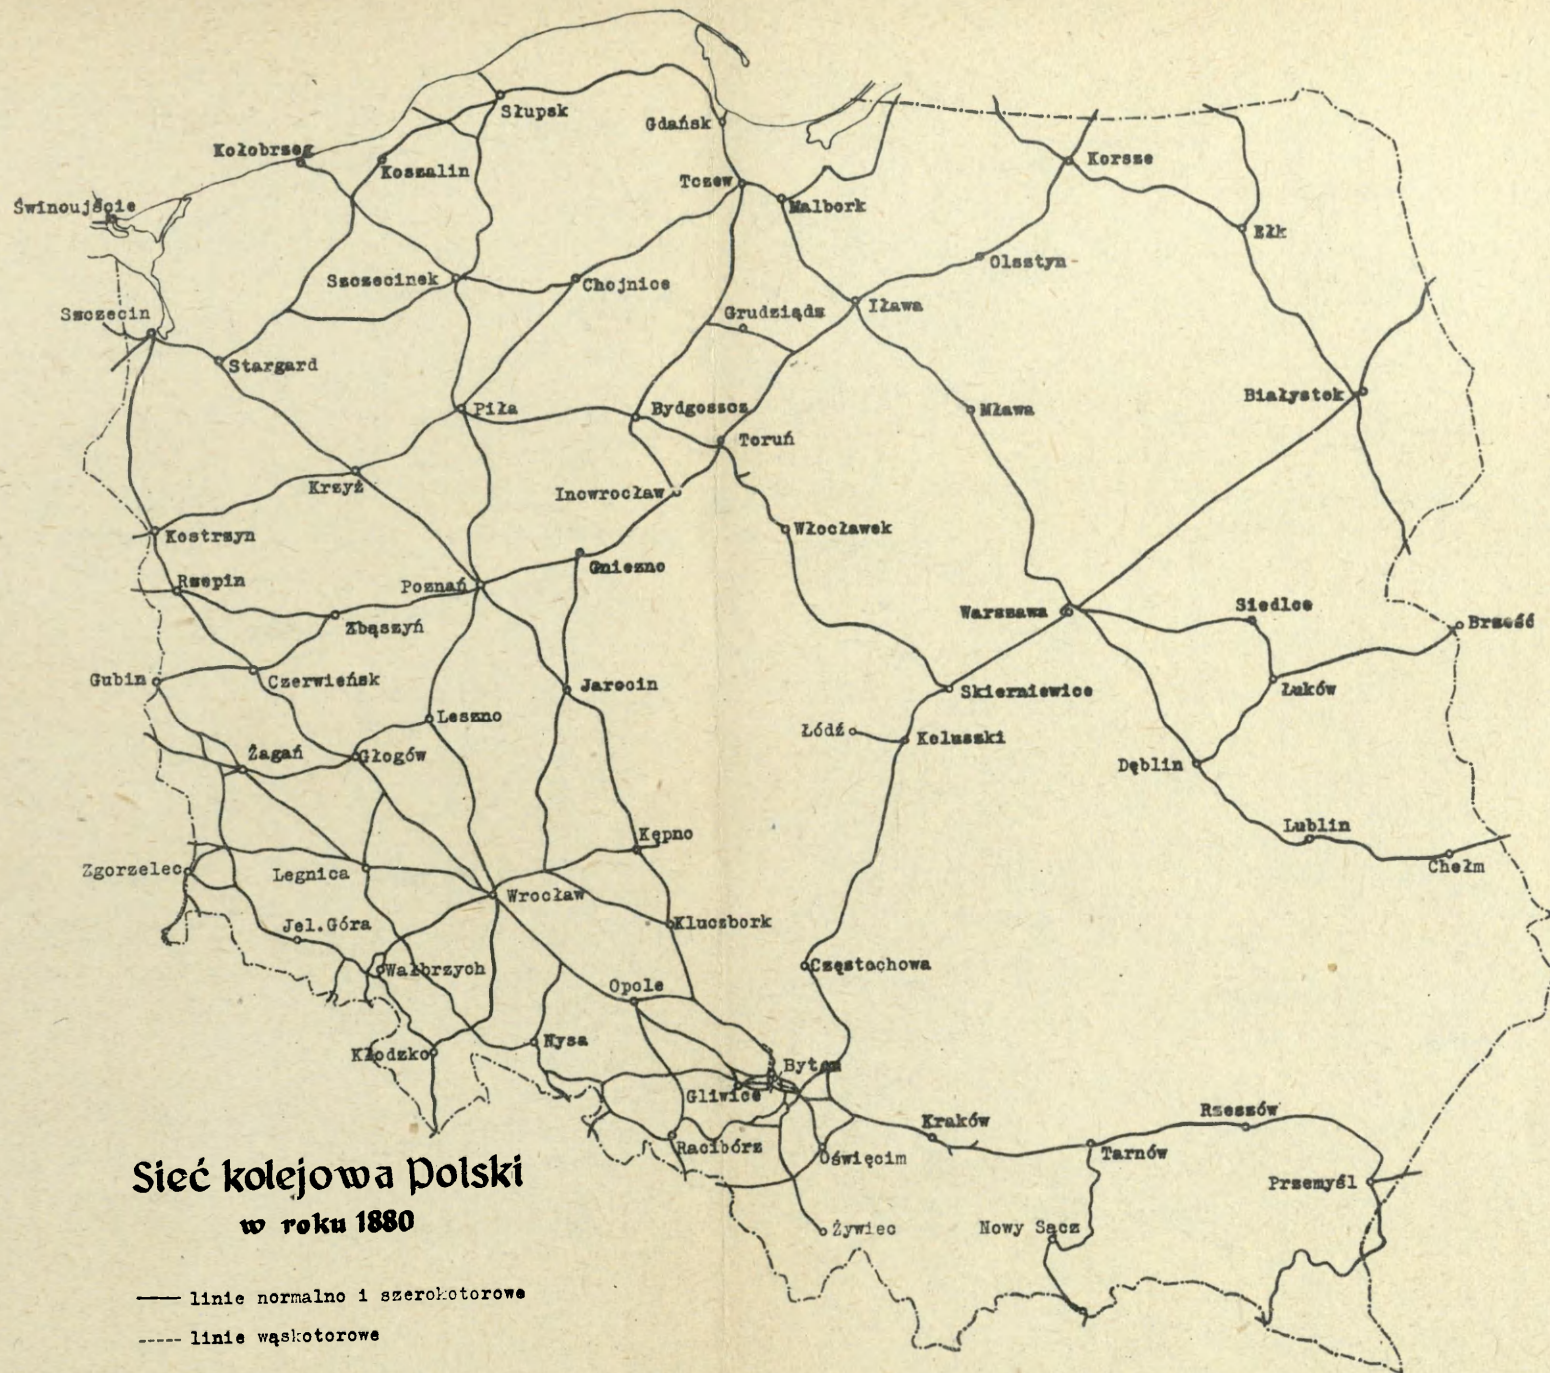 Słupsk
Gdańsk
Kołobrzeg
Koszalin
Korsze
Tczew
Malbork
Świnoujście
Ełk
Olsztyn
Szczecinek
Chojnice
Szczecin
Grudziądz
Iława
Stargard
Białystok
Piła
Bydgoszcz
Mława
Toruń
Krzyż
Inowrocław
Kostrzyn
Włocławek
Gniezno
Rzepin
Poznań
Warszawa
Siedlce
Brześć
Zbąszyń
Gubin
Czerwieńsk
Jarocin
Skierniewice
Łuków
Leszno
Łódź
Koluszki
Żagań
Głogów
Dęblin
Kępno
Lublin
Zgorzelec
Legnica
Chełm
Wrocław
Jel.Góra
Kluczbork
Wałbrzych
Częstochowa
Opole
Kłodzko
Nysa
Bytom
Gliwice
Kraków
Rzeszów
Racibórz
Oświęcim
Tarnów
Przemyśl
Żywiec
Nowy Sącz
Sieć kolejowa Polski
w roku 1880
linie normalno i szerokotorowe
linie wąskotorowe